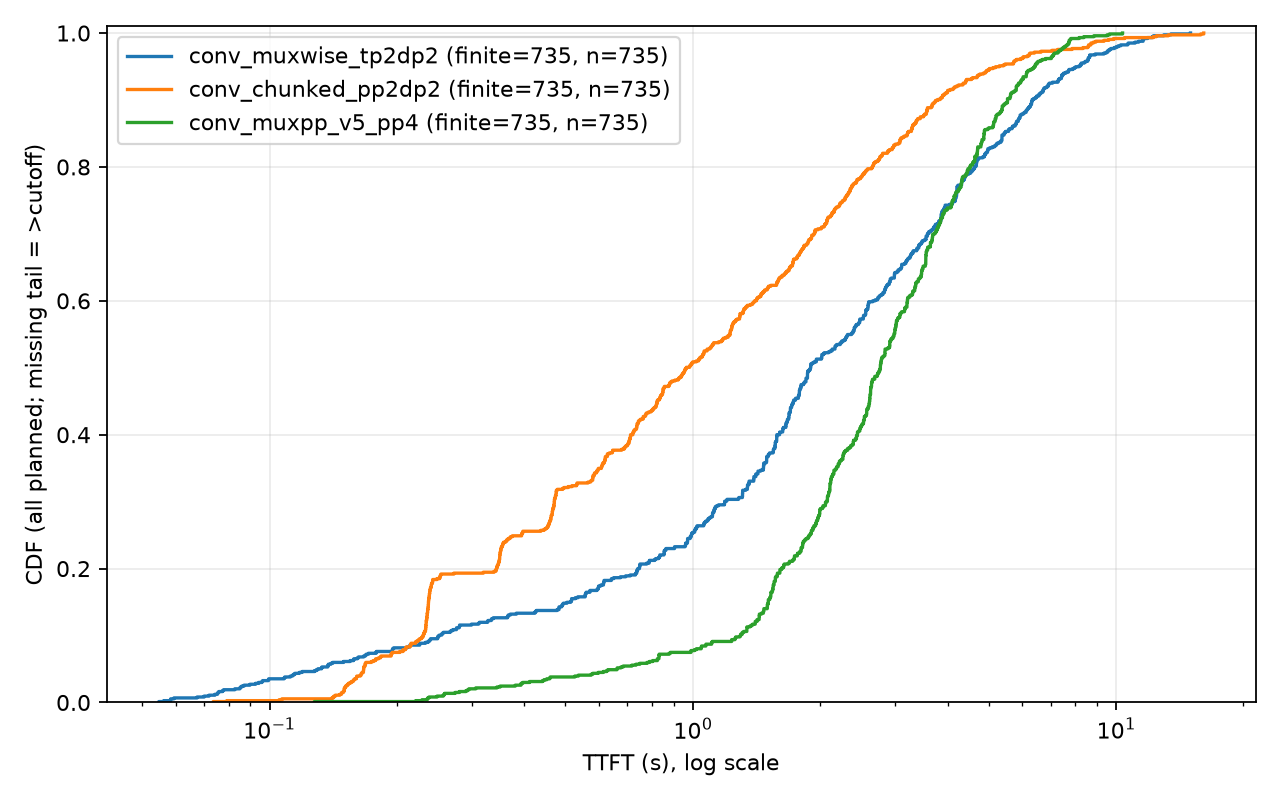 conv_muxwise_tp2dp2 (finite=735, n=735)
conv_chunked_pp2dp2 (finite=735, n=735)
conv_muxpp_v5_pp4 (finite=735, n=735)
CDF (all planned; missing tail = >cutoff)
1.0
0.8
0.6
0.4
0.2
0.0
10⁻¹ 10⁰ 10¹
TTFT (s), log scale